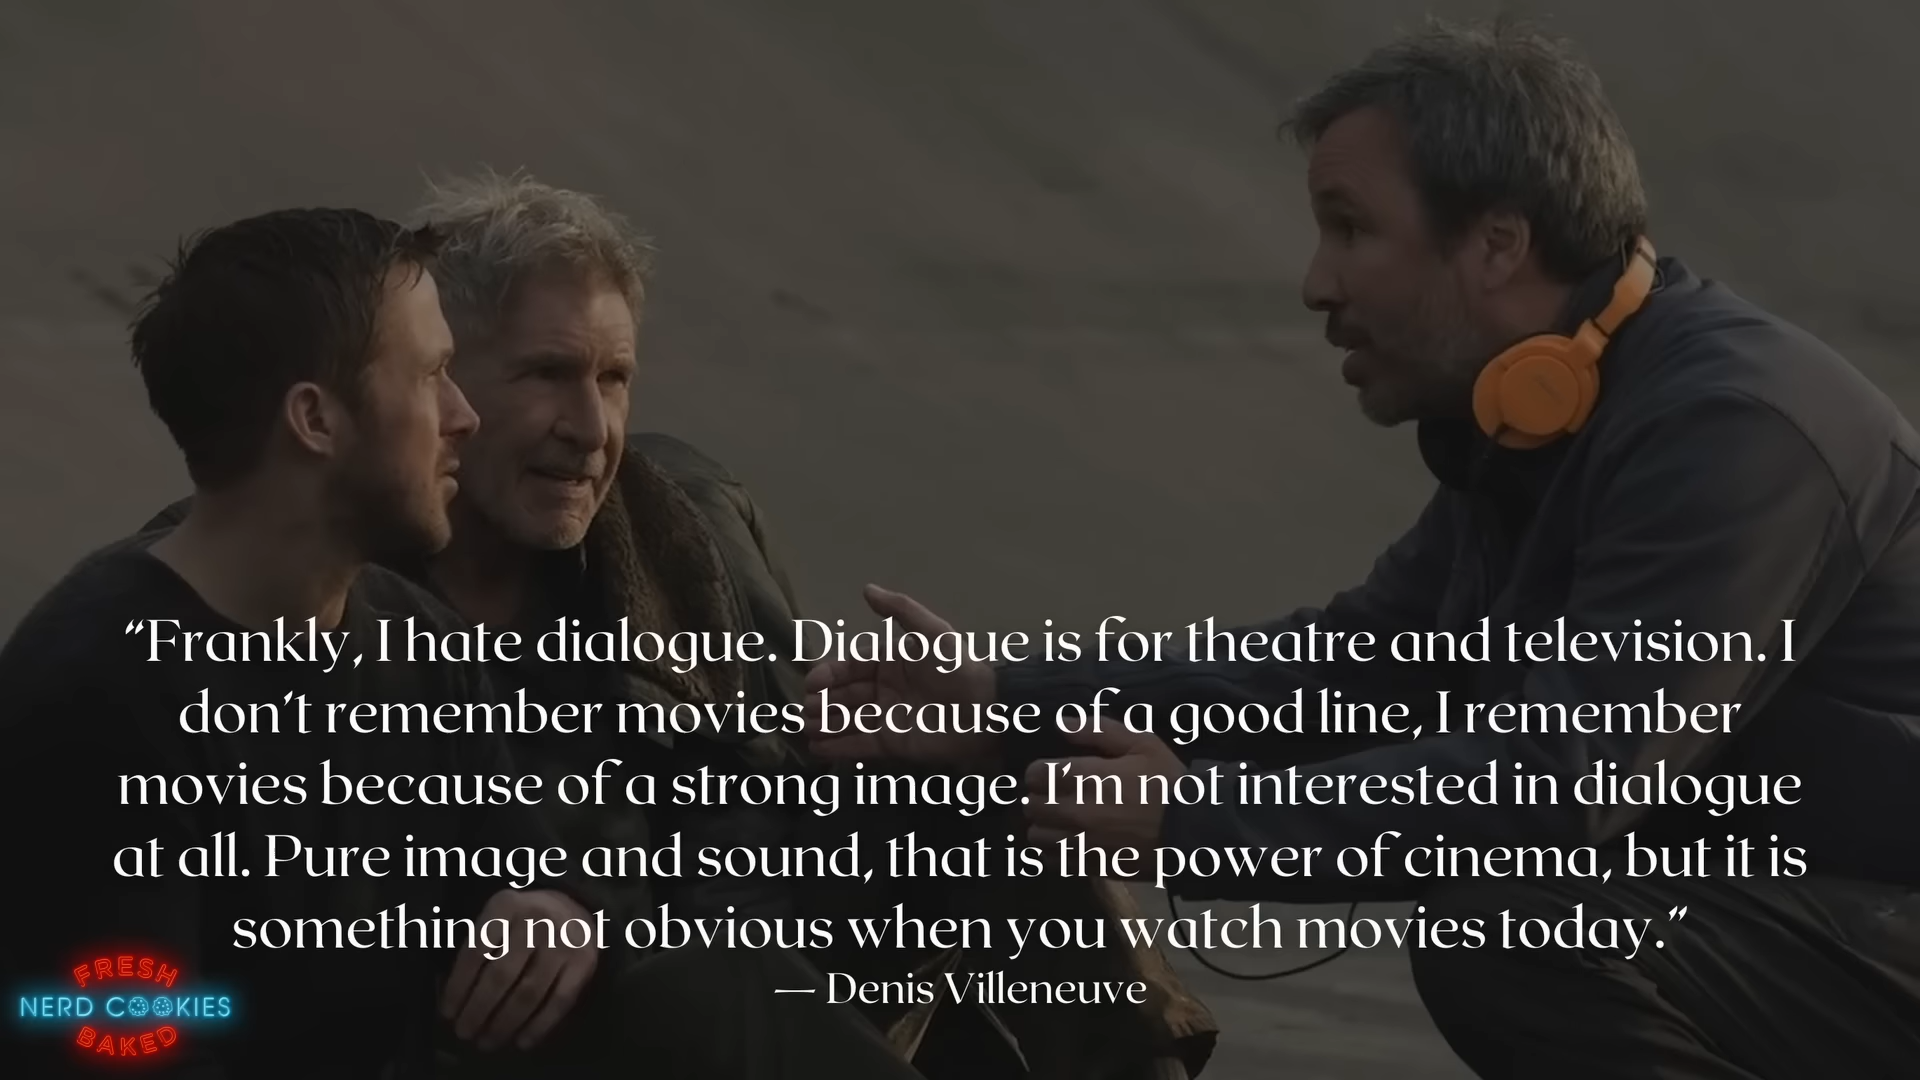 “Frankly, I hate dialogue. Dialogue is for theatre and television. I
don’t remember movies because of a good line, I remember
movies because of a strong image. I’m not interested in dialogue
at all. Pure image and sound, that is the power of cinema, but it is
something not obvious when you watch movies today.”
— Denis Villeneuve
FRESH
NERD COOKIES
BAKED